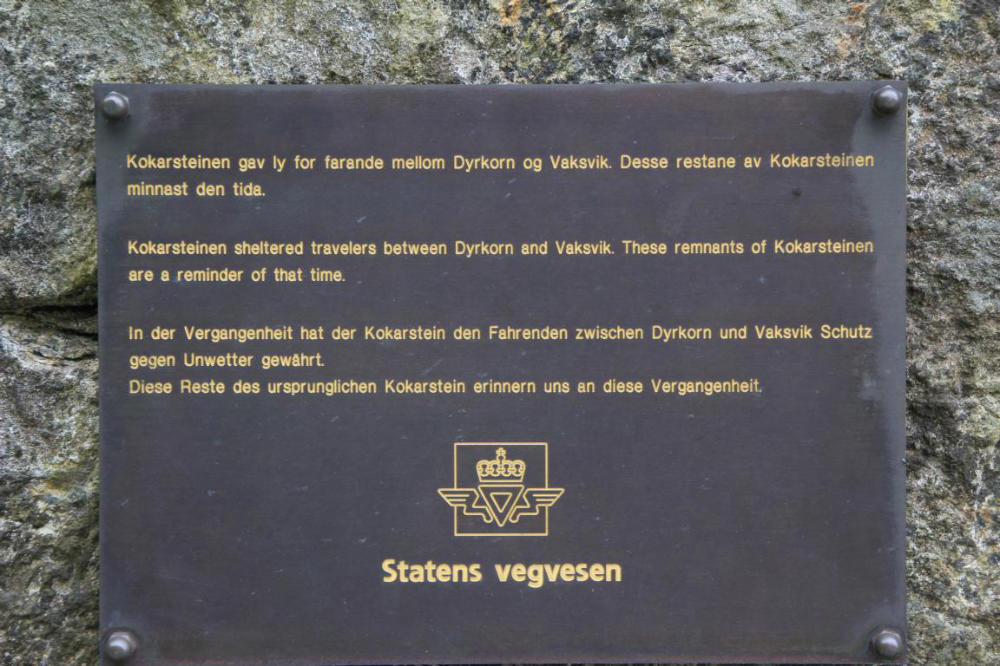 Kokarsteinen gav ly for farande mellom Dyrkorn og Vaksvik. Desse restane av Kokarsteinen
minnast den tida.
Kokarsteinen sheltered travelers between Dyrkorn and Vaksvik. These remnants of Kokarsteinen
are a reminder of that time.
In der Vergangenheit hat der Kokarstein den Fahrenden zwischen Dyrkorn und Vaksvik Schutz
gegen Unwetter gewährt.
Diese Reste des ursprunglichen Kokarstein erinnern uns an diese Vergangenheit.
Statens vegvesen